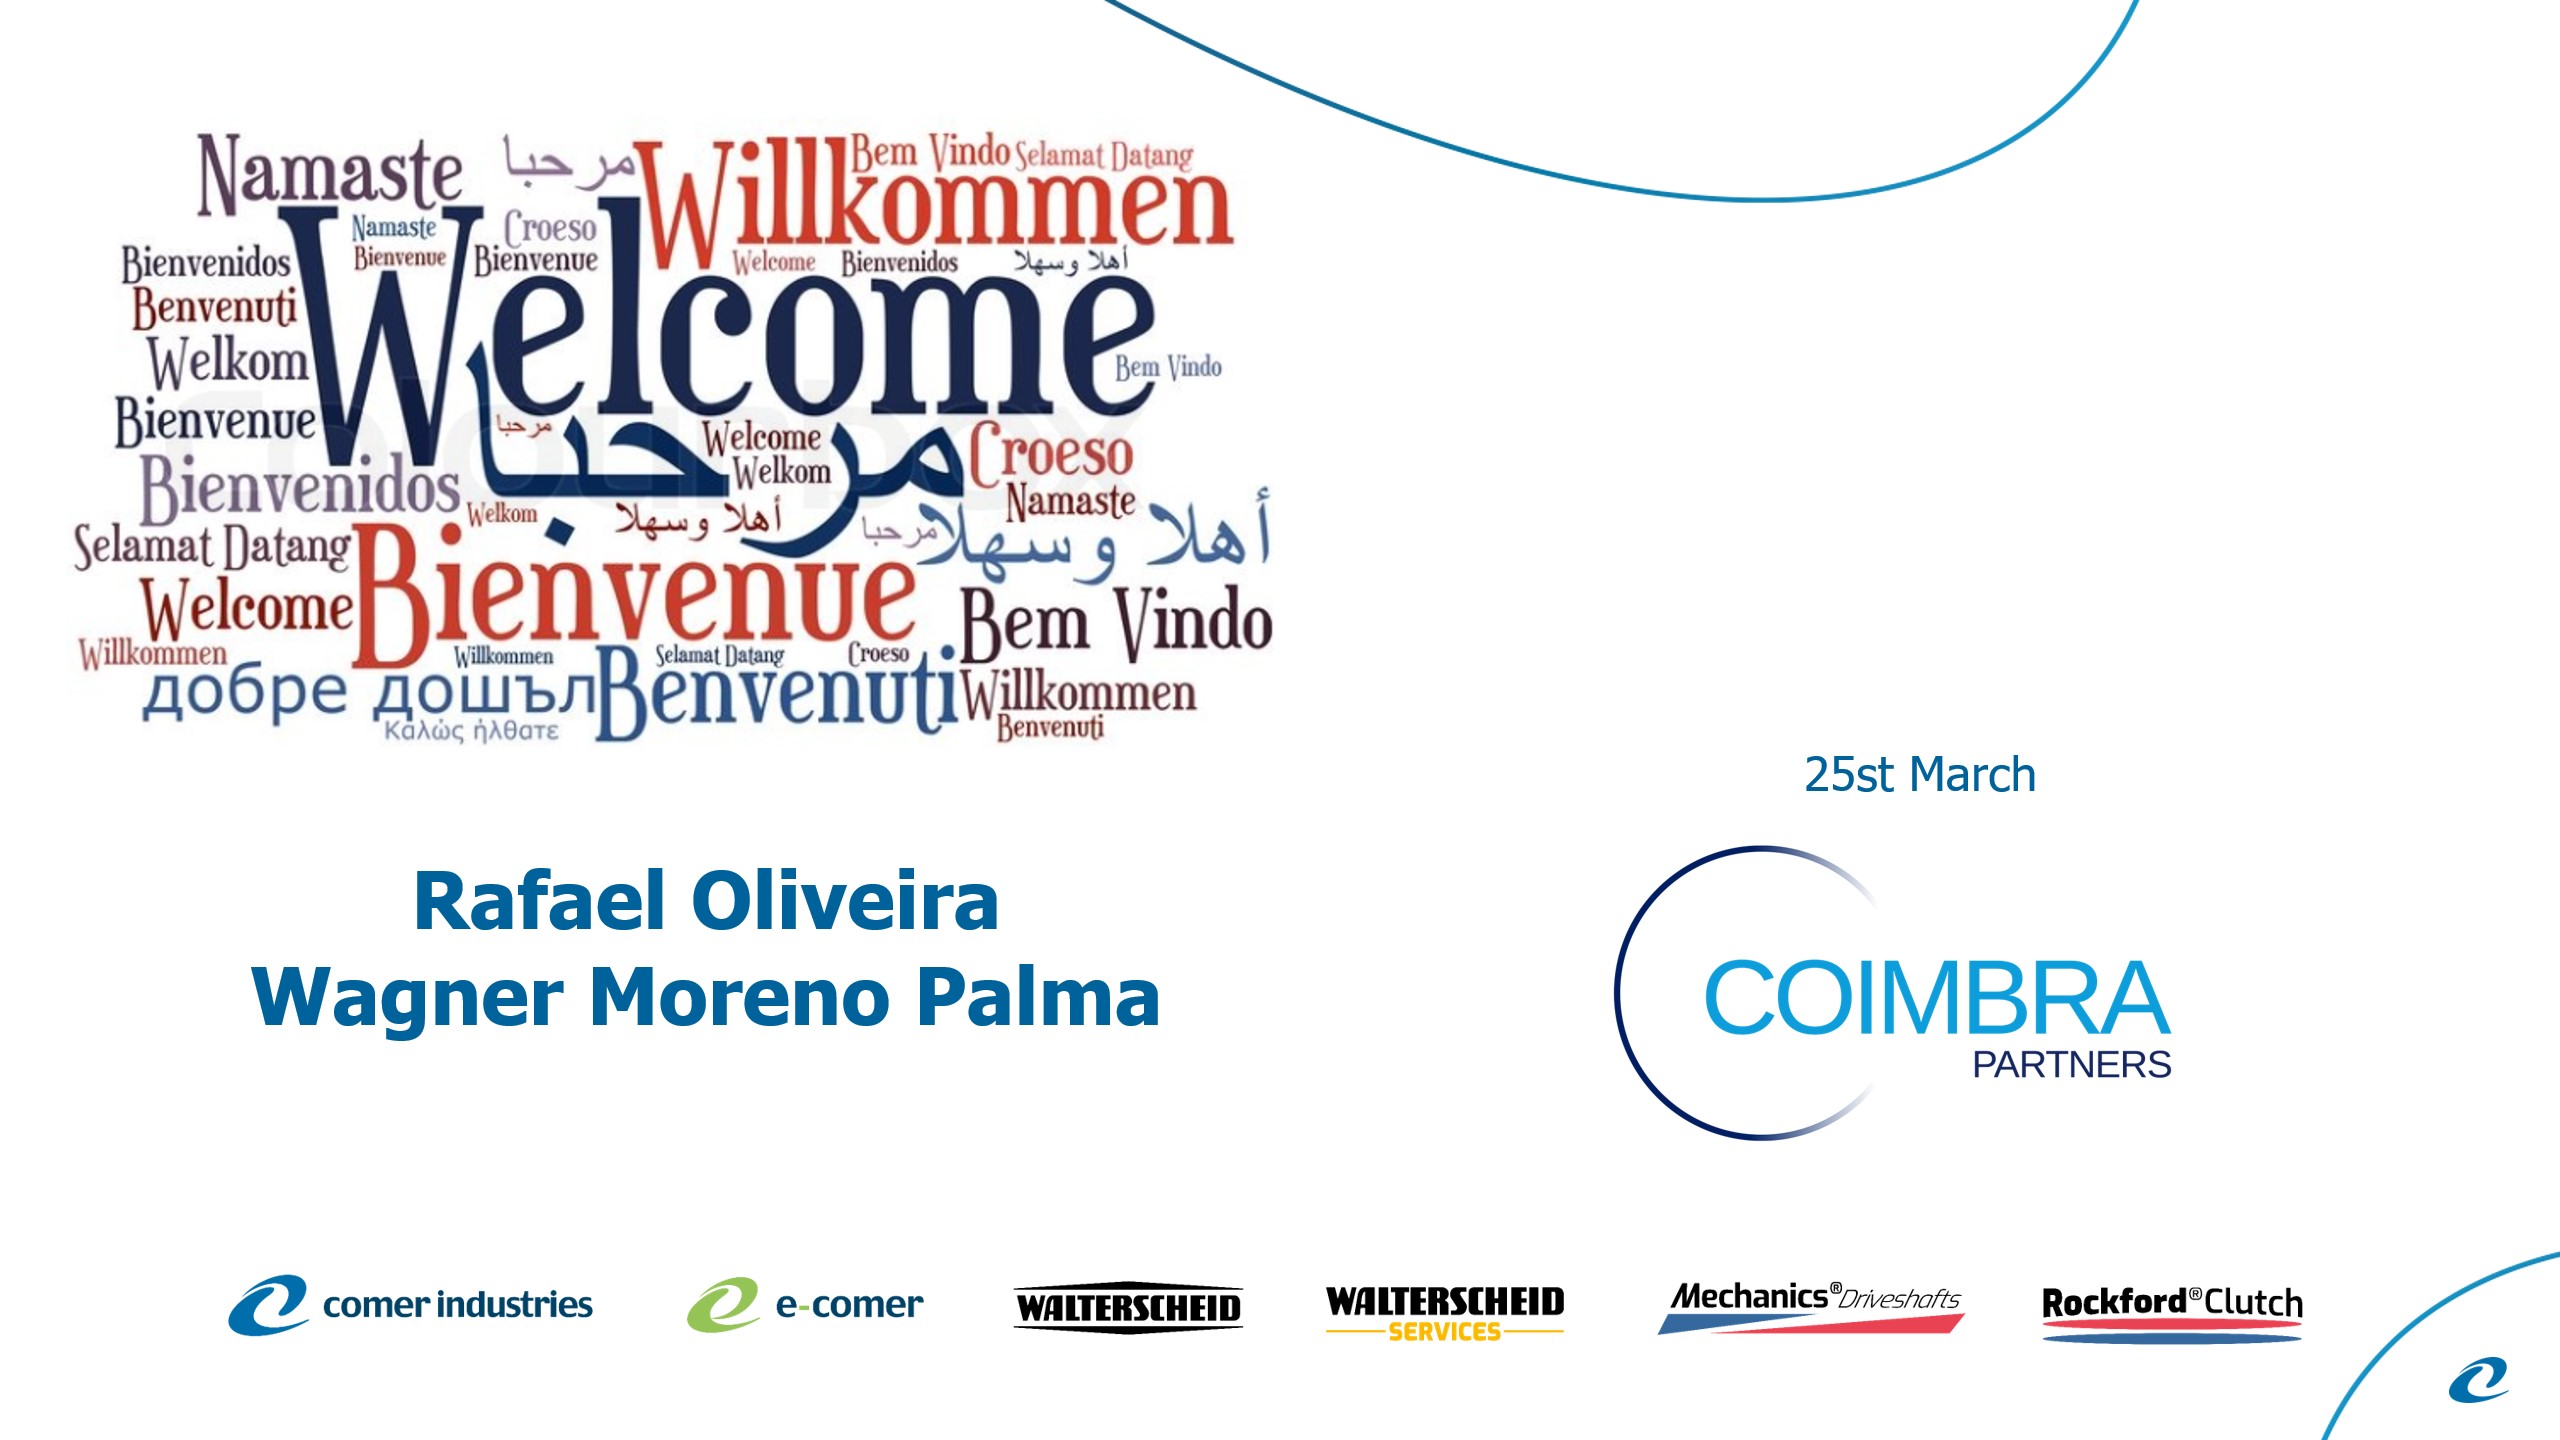 Namaste
مرحبا
Willkommen
Bem Vindo
Selamat Datang
Welcome
Namaste
Croeso
Bienvenidos
Bienvenue
Bienvenue
Welcome
Bienvenidos
أهلا وسهلا
Benvenuti
Welkom
Bem Vindo
Bienvenue
مرحبا
مرحبا
Welcome
Welkom
Croeso
Bienvenidos
Namaste
Welkom
أهلا وسهلا
مرحبا
أهلا وسهلا
Selamat Datang
Bienvenue
Welcome
Bem Vindo
Willkommen
Willkommen
Selamat Datang
Croeso
добре дошъл
Benvenuti
Willkommen
Καλώς ήλθατε
Benvenuti
25st March
Rafael Oliveira
Wagner Moreno Palma
COIMBRA
PARTNERS
comer industries
e-comer
WALTERSCHEID
WALTERSCHEID
SERVICES
Mechanics® Driveshafts
Rockford® Clutch